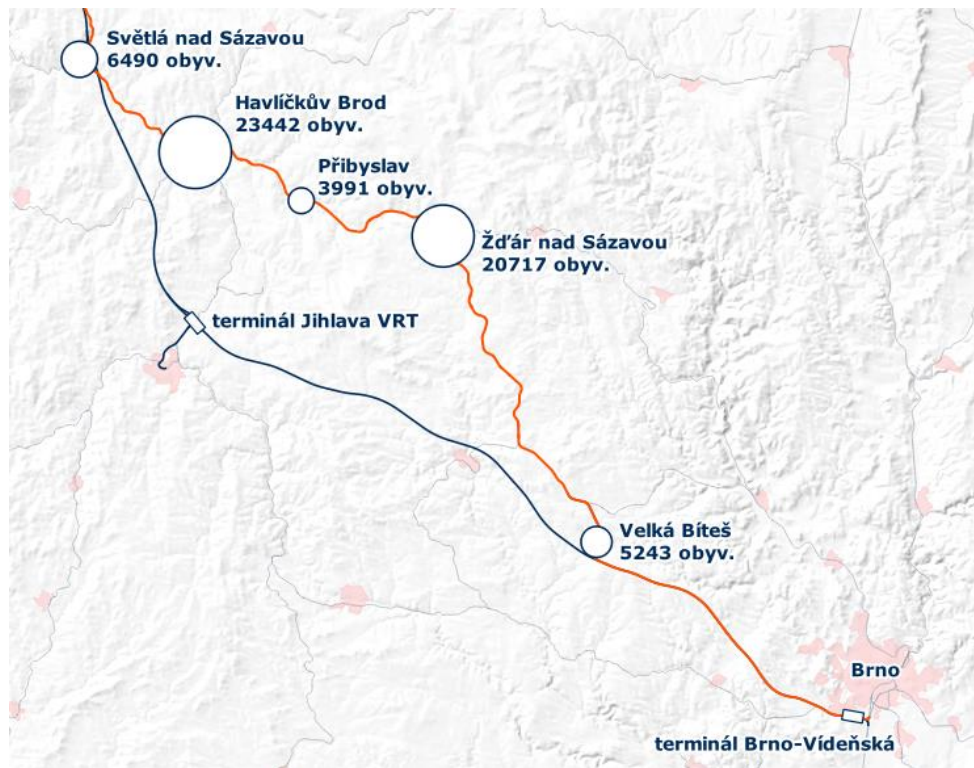 Světlá nad Sázavou
6490 obyv.
Havlíčkův Brod
23442 obyv.
Přibyslav
3991 obyv.
Žďár nad Sázavou
20717 obyv.
terminál Jihlava VRT
Velká Bíteš
5243 obyv.
Brno
terminál Brno-Vídeňská